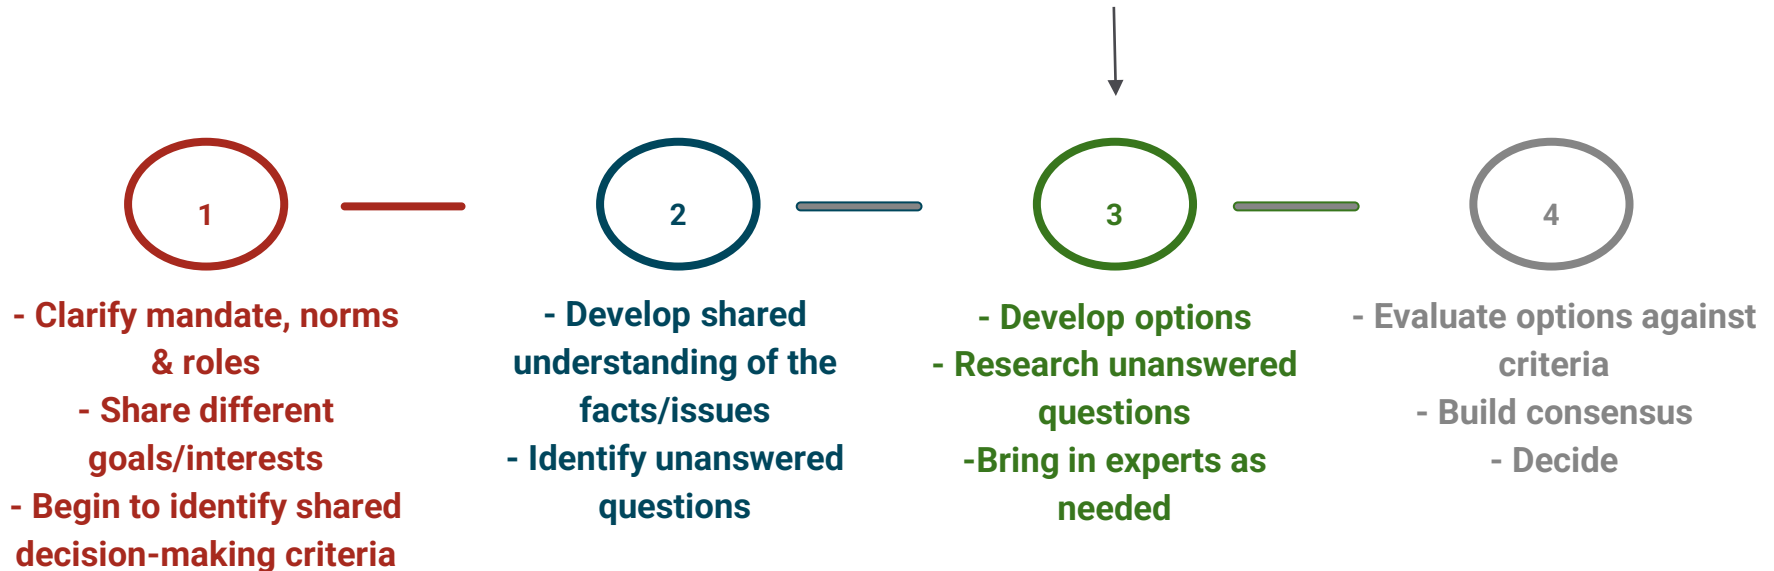 1
- Clarify mandate, norms
& roles
- Share different
goals/interests
- Begin to identify shared
decision-making criteria
2
- Develop shared
understanding of the
facts/issues
- Identify unanswered
questions
3
- Develop options
- Research unanswered
questions
-Bring in experts as
needed
4
- Evaluate options against
criteria
- Build consensus
- Decide